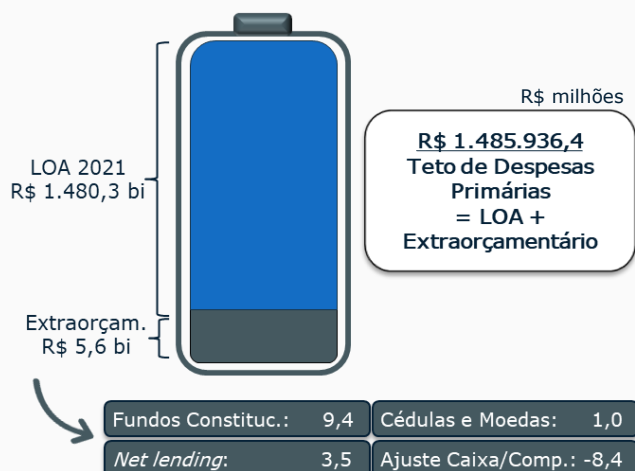 R$ milhões
R$ 1.485.936,4
Teto de Despesas
Primárias
= LOA +
Extraorçamentário
LOA 2021
R$ 1.480,3 bi
Extraorçam.
R$ 5,6 bi
Fundos Constituc.: 9,4
Cédulas e Moedas: 1,0
Net lending: 3,5
Ajuste Caixa/Comp.: -8,4